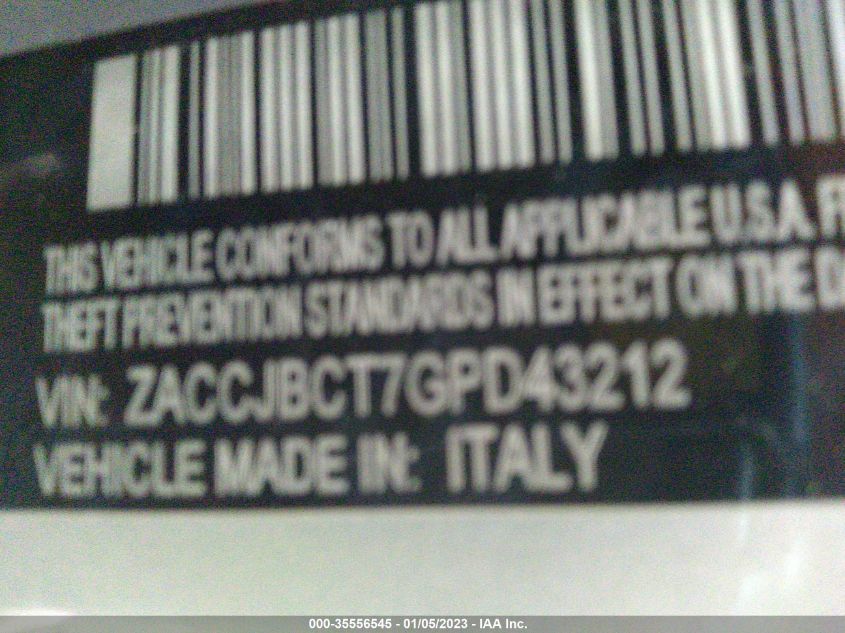 THIS VEHICLE CONFORMS TO ALL APPLICABLE U.S.A.
THEFT PREVENTION STANDARDS IN EFFECT ON THE
VIN: ZACCJBCT7GPD43212
VEHICLE MADE IN: ITALY
000-35556545 - 01/05/2023 - IAA Inc.